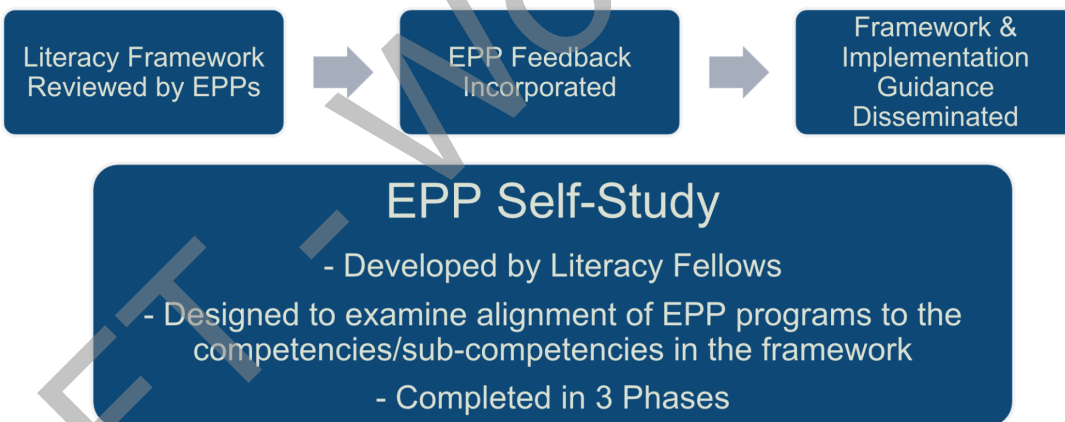 Literacy Framework
Reviewed by EPPs
EPP Feedback
Incorporated
Framework &
Implementation
Guidance
Disseminated
EPP Self-Study
- Developed by Literacy Fellows
- Designed to examine alignment of EPP programs to the
competencies/sub-competencies in the framework
- Completed in 3 Phases